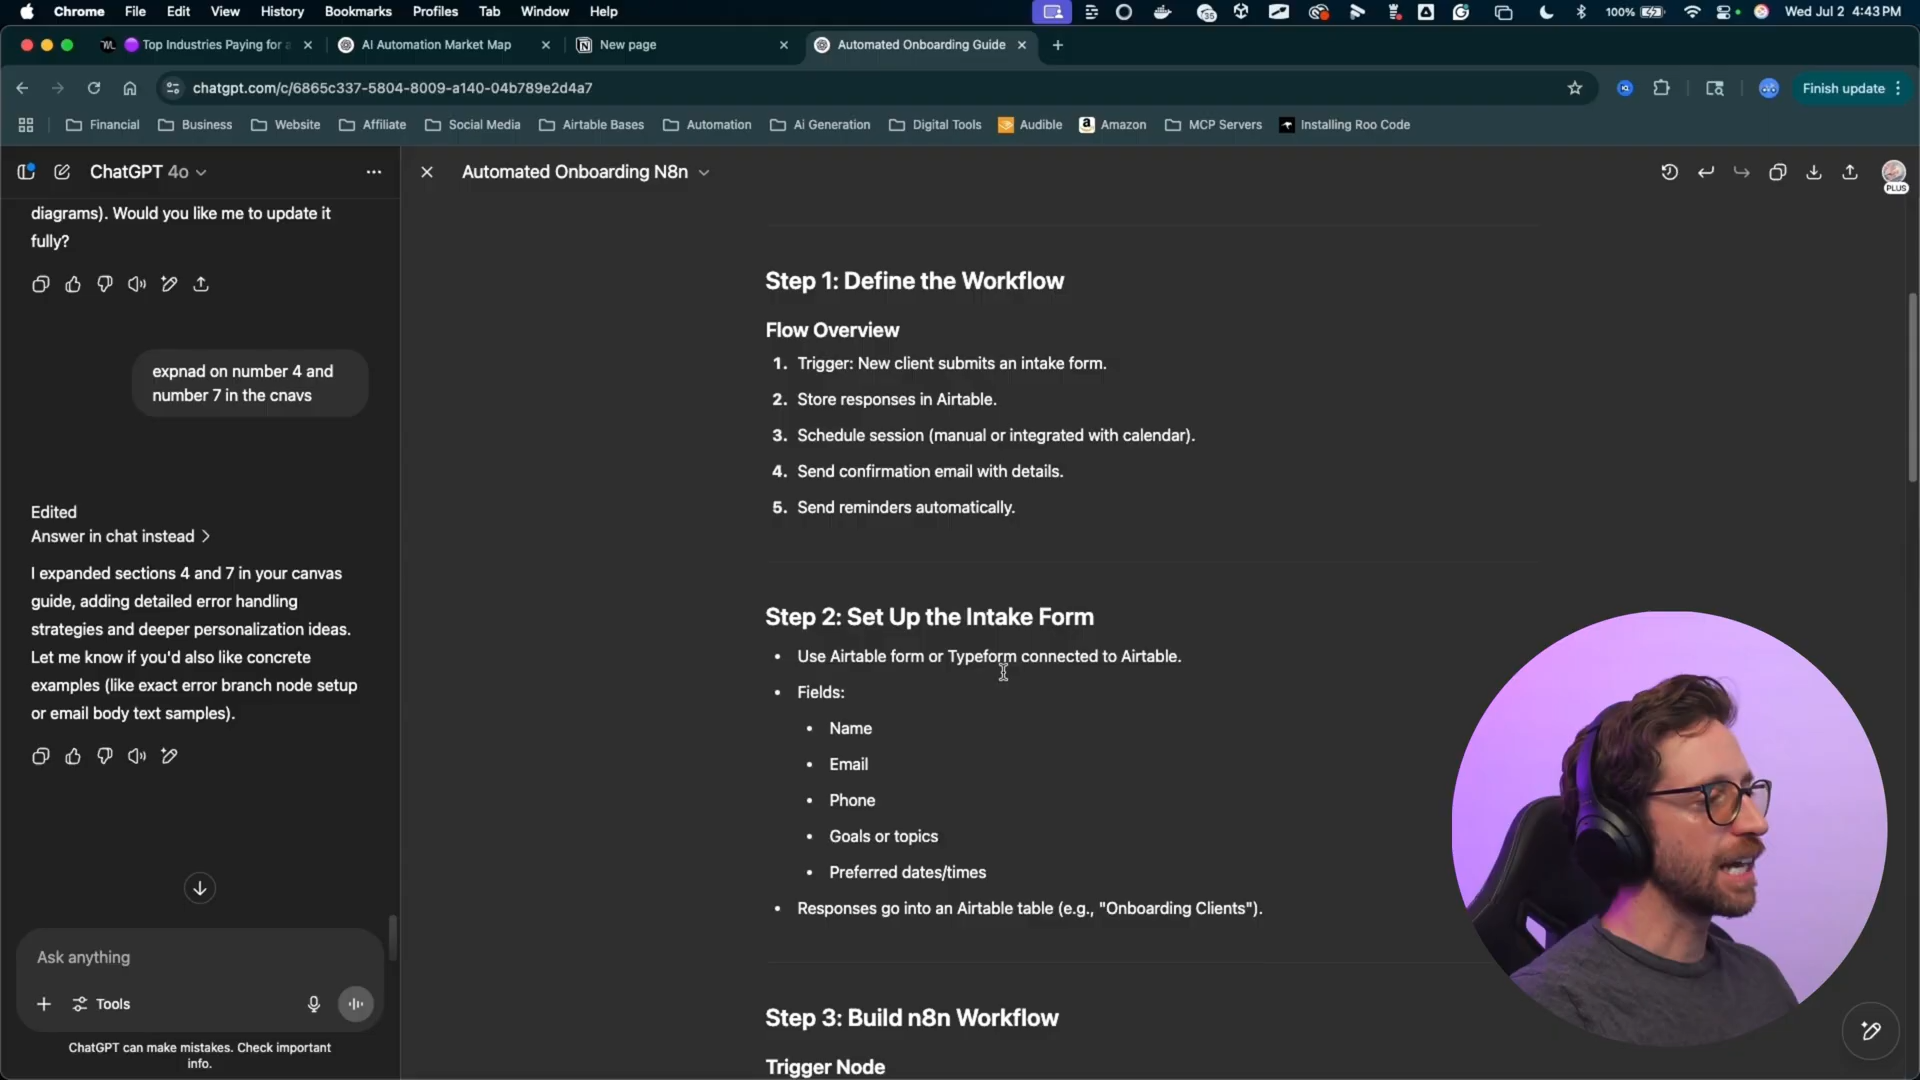 Chrome File Edit View History Bookmarks Profiles Tab Window Help
35
100%
Wed Jul 2 4:43 PM
Top Industries Paying for a
AI Automation Market Map
New page
Automated Onboarding Guide
chatgpt.com/c/6865c337-5804-8009-a140-04b789e2d4a7
Finish update
Financial
Business
Website
Affiliate
Social Media
Airtable Bases
Automation
Ai Generation
Digital Tools
Audible
Amazon
MCP Servers
Installing Roo Code
ChatGPT 4o
Automated Onboarding N8n
PLUS
diagrams). Would you like me to update it
fully?
expnad on number 4 and
number 7 in the cnavs
Edited
Answer in chat instead
I expanded sections 4 and 7 in your canvas
guide, adding detailed error handling
strategies and deeper personalization ideas.
Let me know if you'd also like concrete
examples (like exact error branch node setup
or email body text samples).
Ask anything
Tools
ChatGPT can make mistakes. Check important
info.
Step 1: Define the Workflow
Flow Overview
1. Trigger: New client submits an intake form.
2. Store responses in Airtable.
3. Schedule session (manual or integrated with calendar).
4. Send confirmation email with details.
5. Send reminders automatically.
Step 2: Set Up the Intake Form
• Use Airtable form or Typeform connected to Airtable.
• Fields:
• Name
• Email
• Phone
• Goals or topics
• Preferred dates/times
• Responses go into an Airtable table (e.g., "Onboarding Clients").
Step 3: Build n8n Workflow
Trigger Node